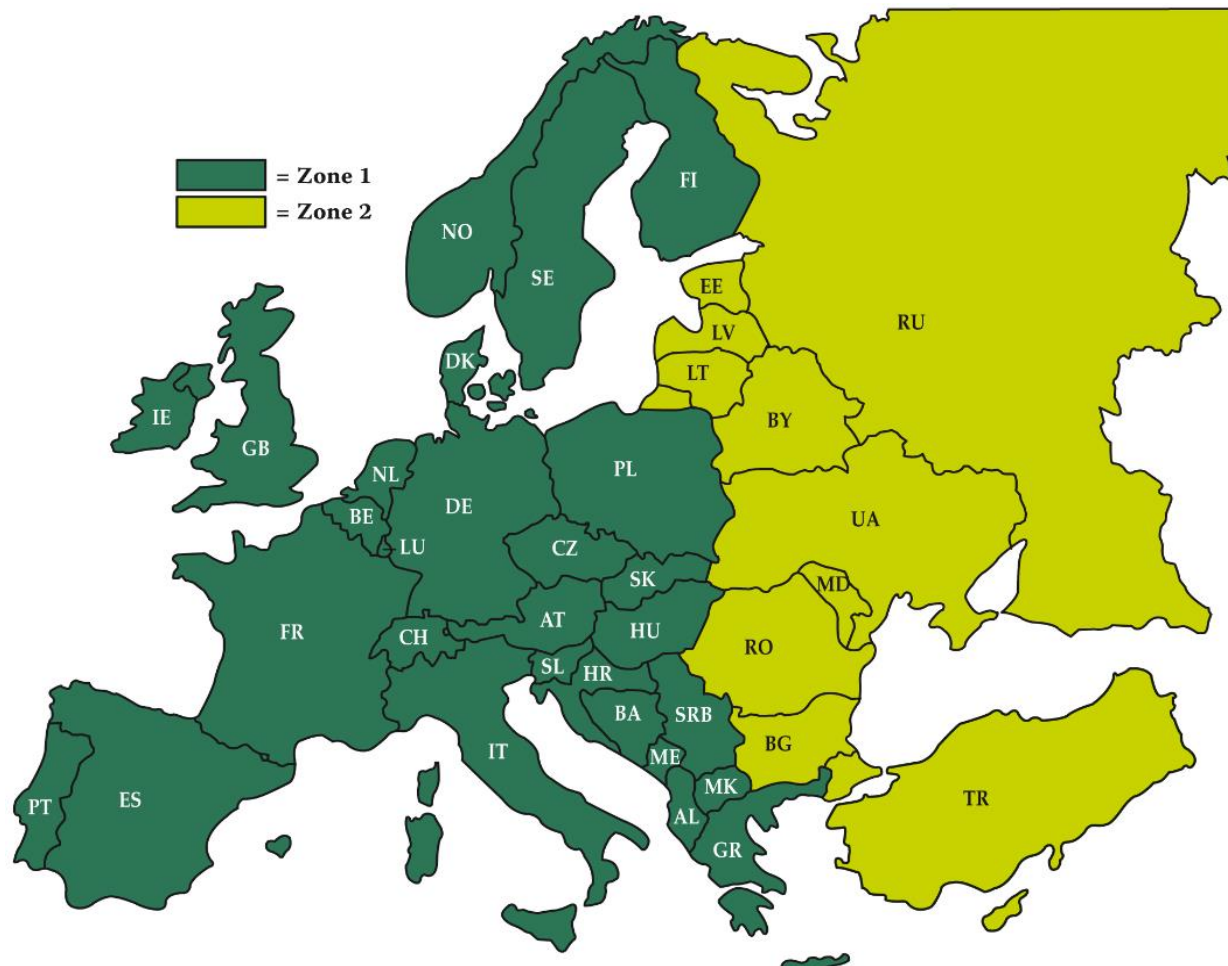 = Zone 1
= Zone 2
NO
SE
FI
EE
LV
LT
RU
BY
DK
IE
GB
NL
BE
LU
DE
PL
CZ
SK
UA
MD
FR
CH
AT
HU
RO
SL
HR
BA
SRB
BG
IT
ME
MK
AL
GR
TR
PT
ES